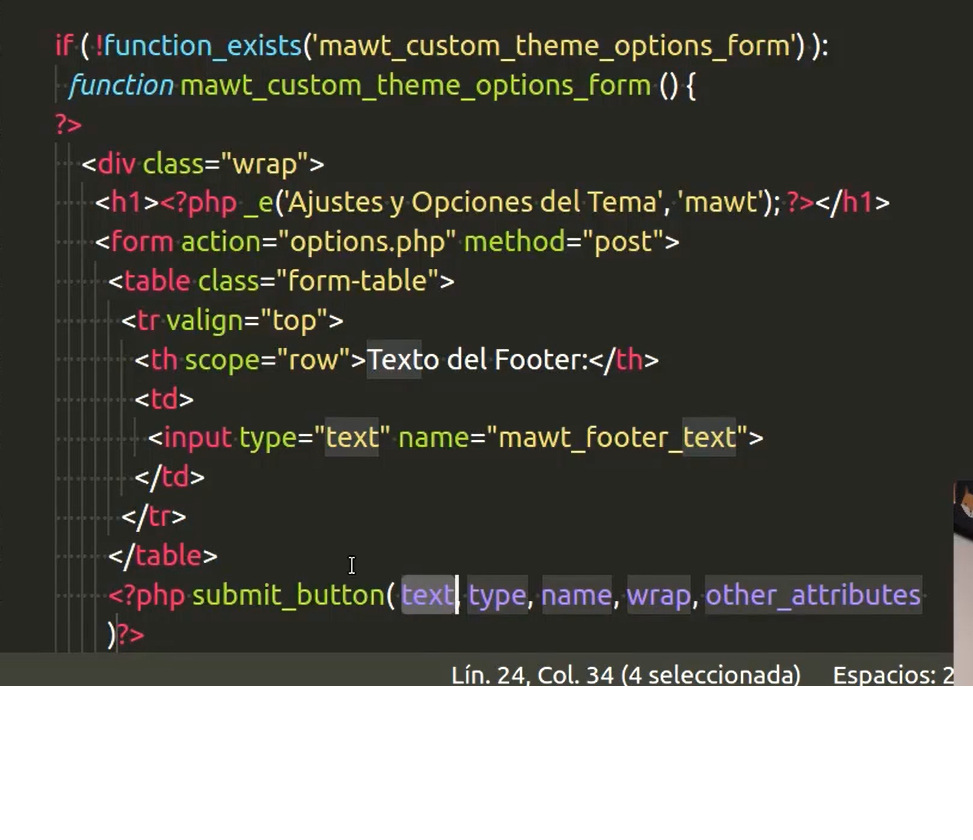 if ( !function_exists('mawt_custom_theme_options_form') ):
function mawt_custom_theme_options_form () {
?>
<div class="wrap">
<h1><?php _e('Ajustes y Opciones del Tema', 'mawt'); ?></h1>
<form action="options.php" method="post">
<table class="form-table">
<tr valign="top">
<th scope="row">Texto del Footer:</th>
<td>
<input type="text" name="mawt_footer_text">
</td>
</tr>
</table>
<?php submit_button( text, type, name, wrap, other_attributes
)?>
Lín. 24, Col. 34 (4 seleccionada) Espacios: 2